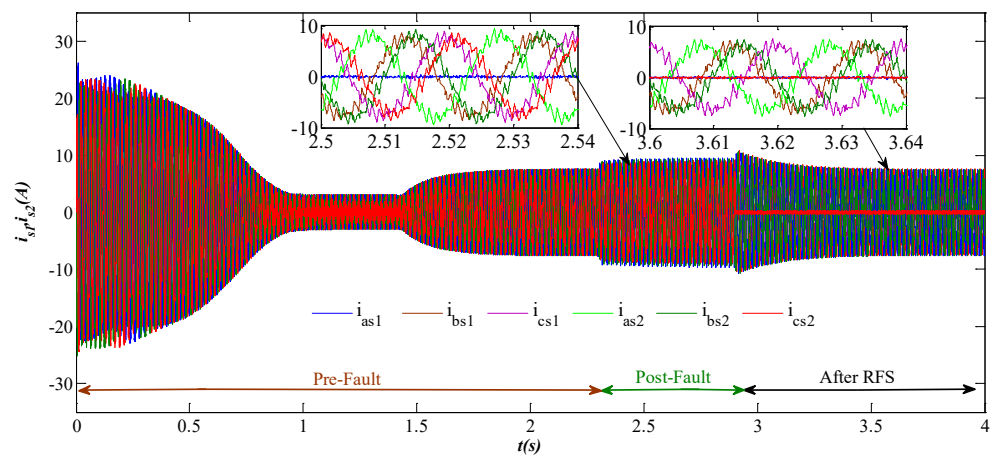 30
20
10
0
-10
-20
-30
i_s1, i_s2 (A)
10
0
-10
2.5 2.51 2.52 2.53 2.54
10
0
-10
3.6 3.61 3.62 3.63 3.64
i_as1 i_bs1 i_cs1 i_as2 i_bs2 i_cs2
Pre-Fault Post-Fault After RFS
0 0.5 1 1.5 2 2.5 3 3.5 4
t(s)